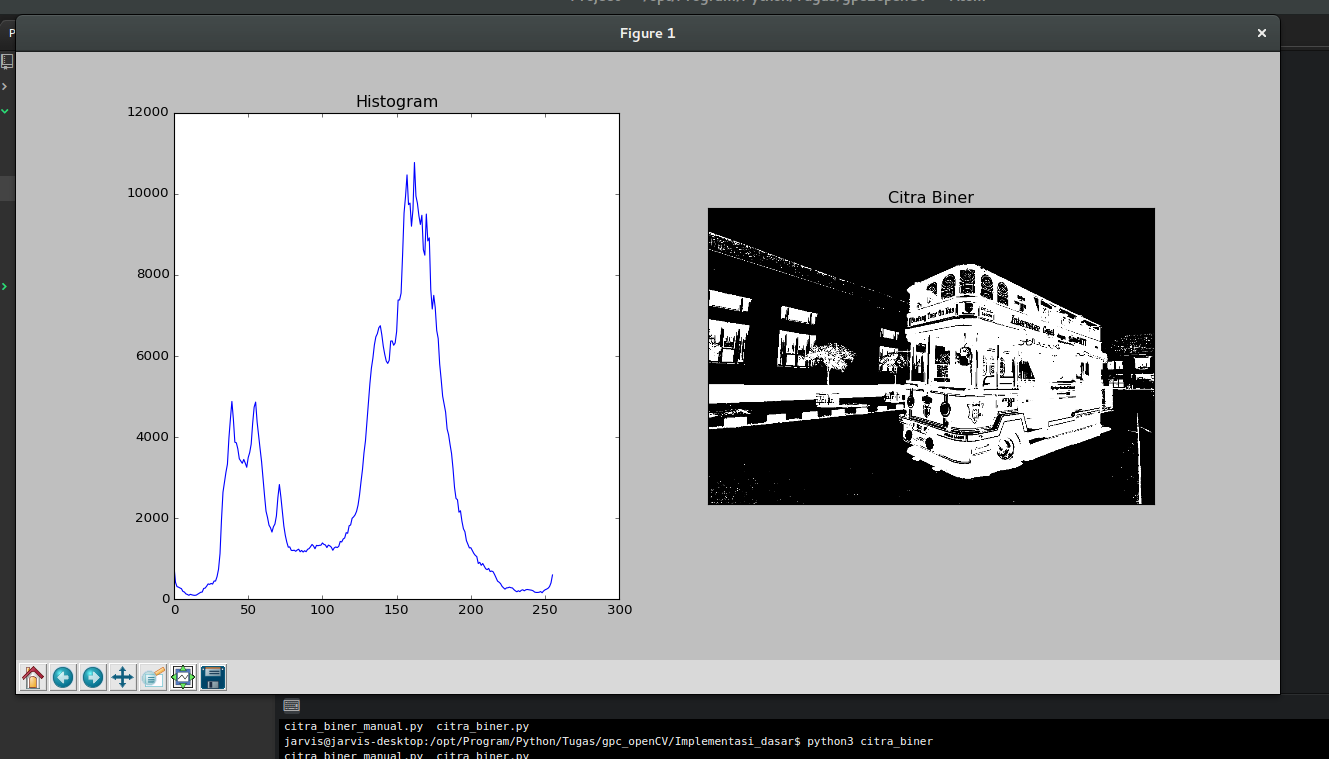 Figure 1
Histogram
12000
10000
8000
6000
4000
2000
0
0 50 100 150 200 250 300
Citra Biner
citra_biner_manual.py citra_biner.py
jarvis@jarvis-desktop:/opt/Program/Python/Tugas/gpc_openCV/Implementasi_dasar$ python3 citra_biner
citra_biner_manual.py citra_biner.py